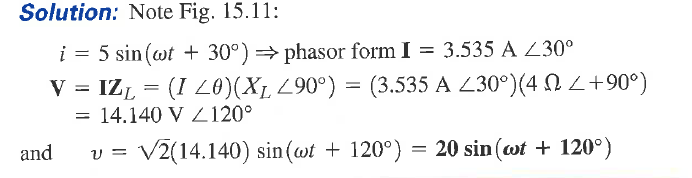 Solution: Note Fig. 15.11:
i = 5 sin(ωt + 30°) ⇒ phasor form I = 3.535 A ∠30°
V = IZ_L = (I ∠θ)(X_L ∠90°) = (3.535 A ∠30°)(4 Ω ∠+90°)
= 14.140 V ∠120°
and v = √2(14.140) sin(ωt + 120°) = 20 sin(ωt + 120°)